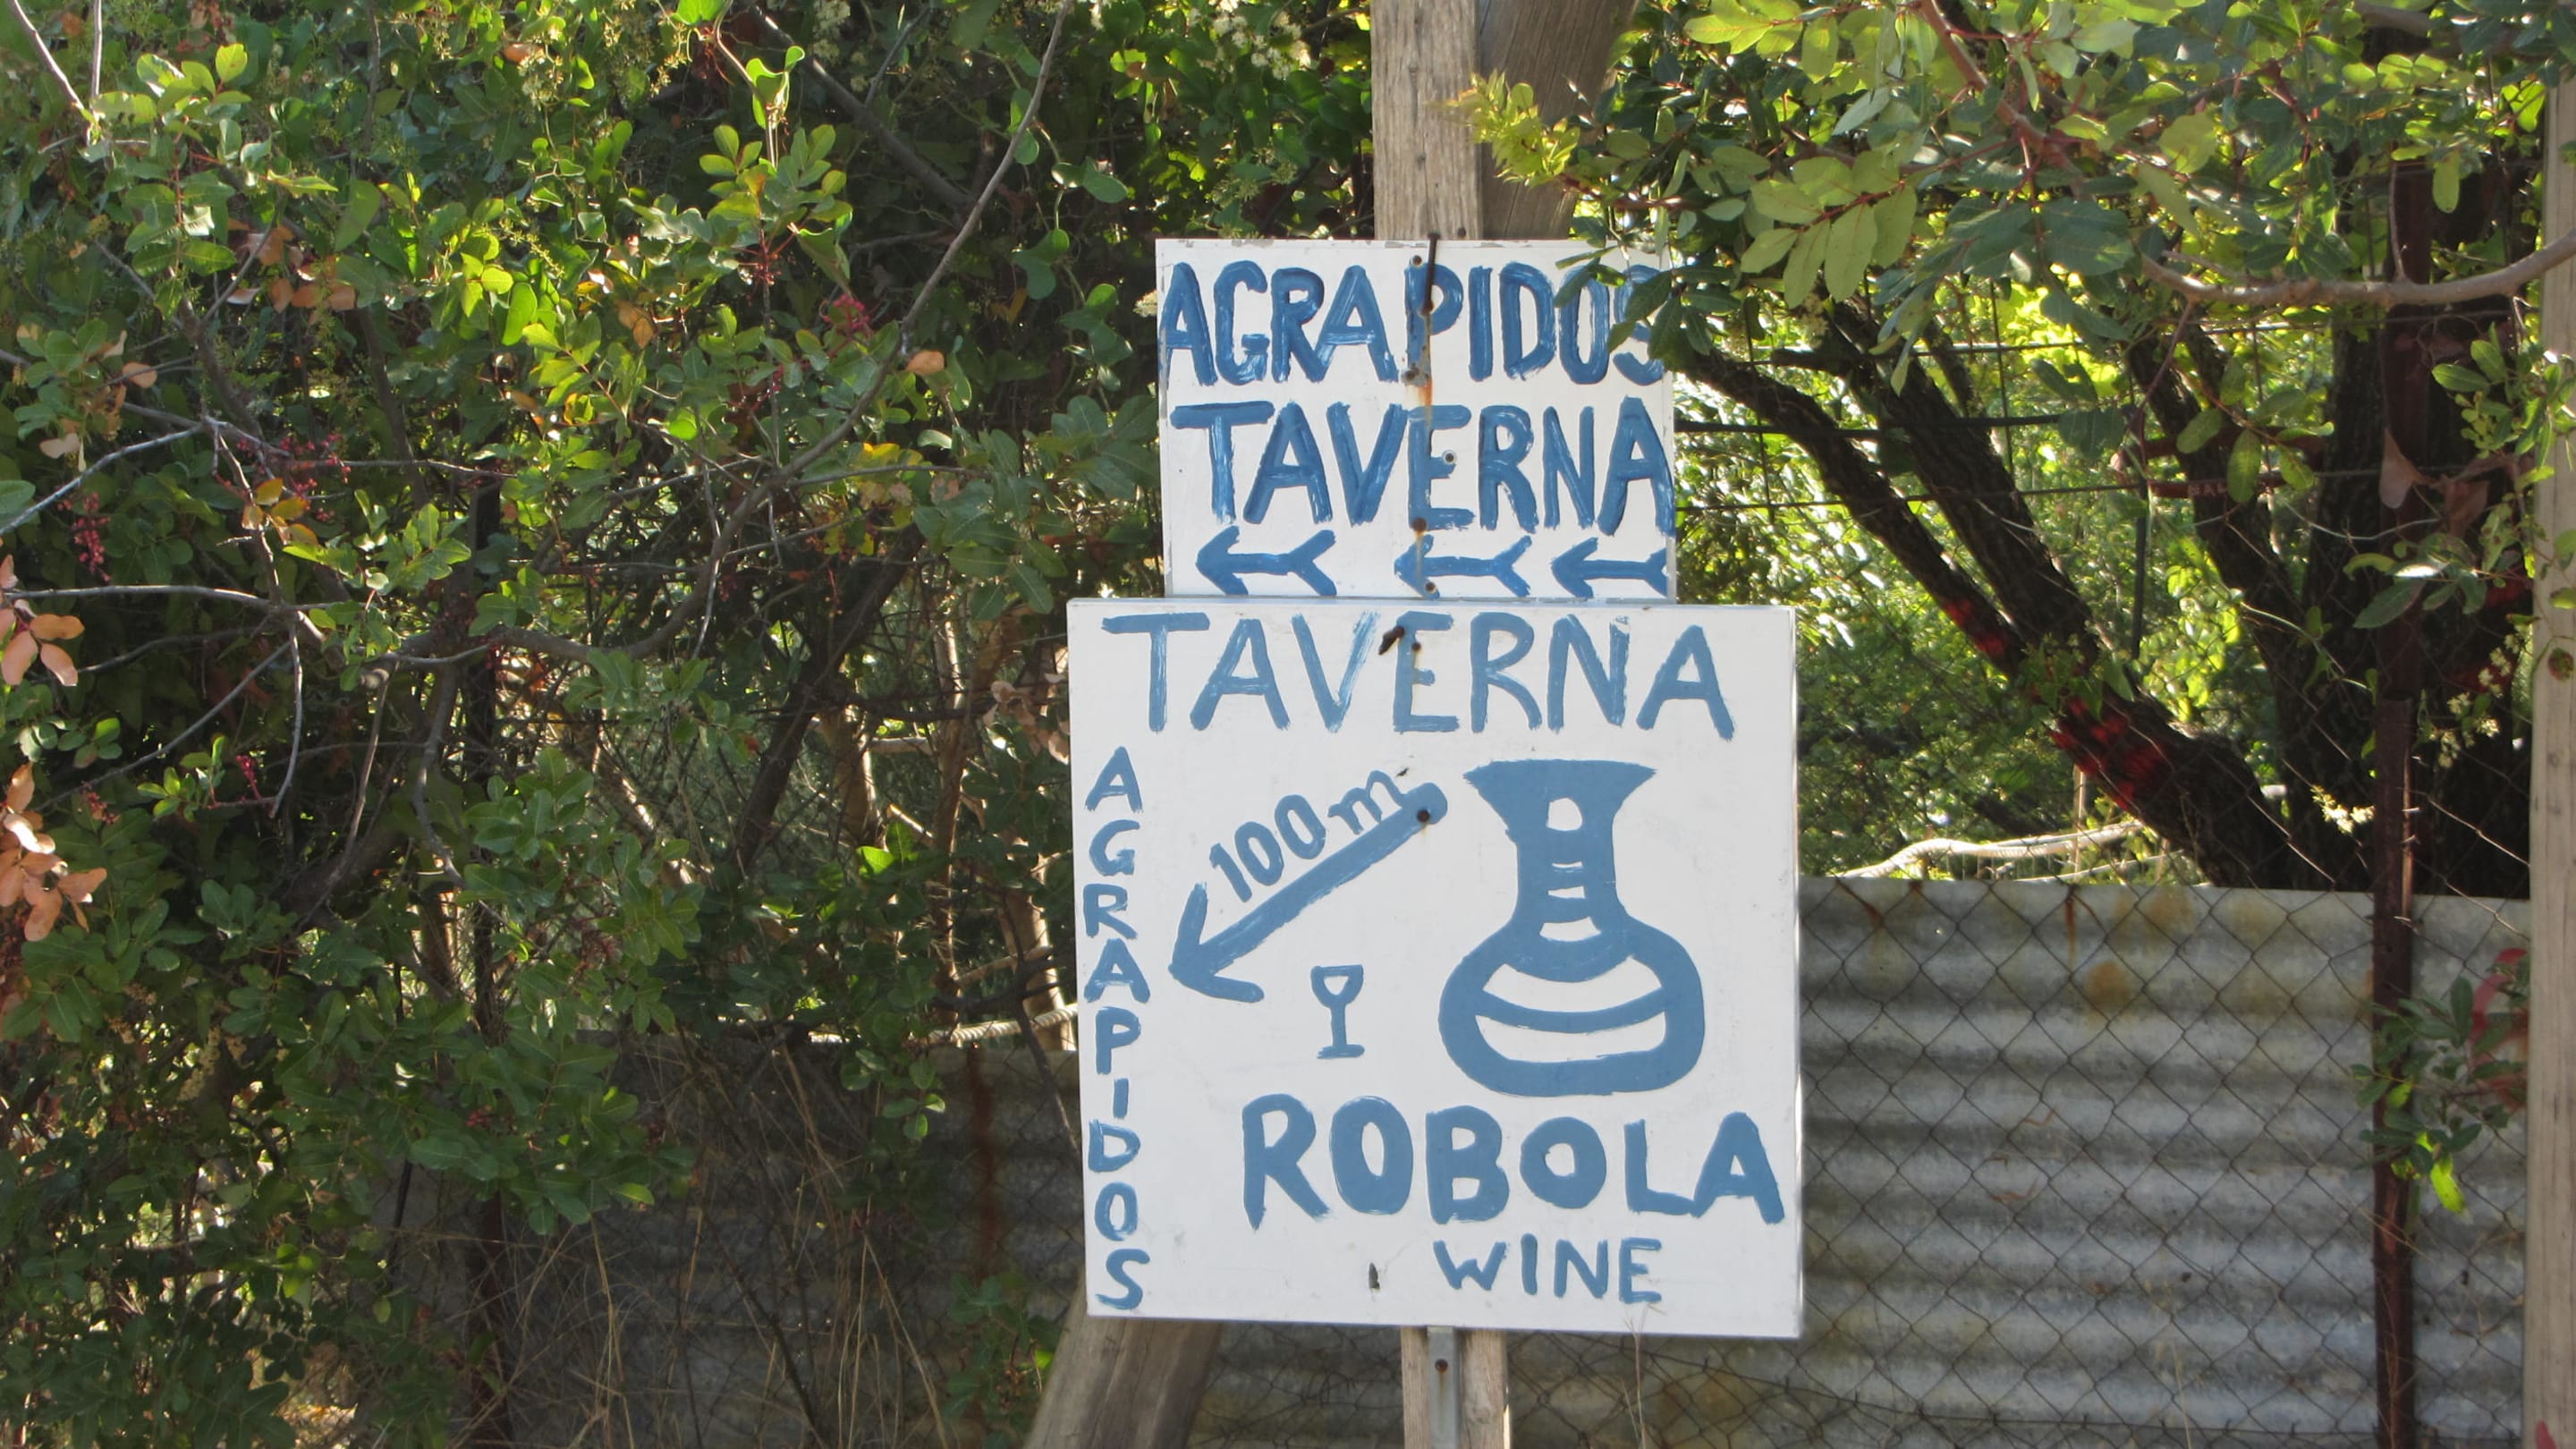 AGRAPIDOS
TAVERNA
TAVERNA
AGRAPIDOS
100m
ROBOLA
WINE